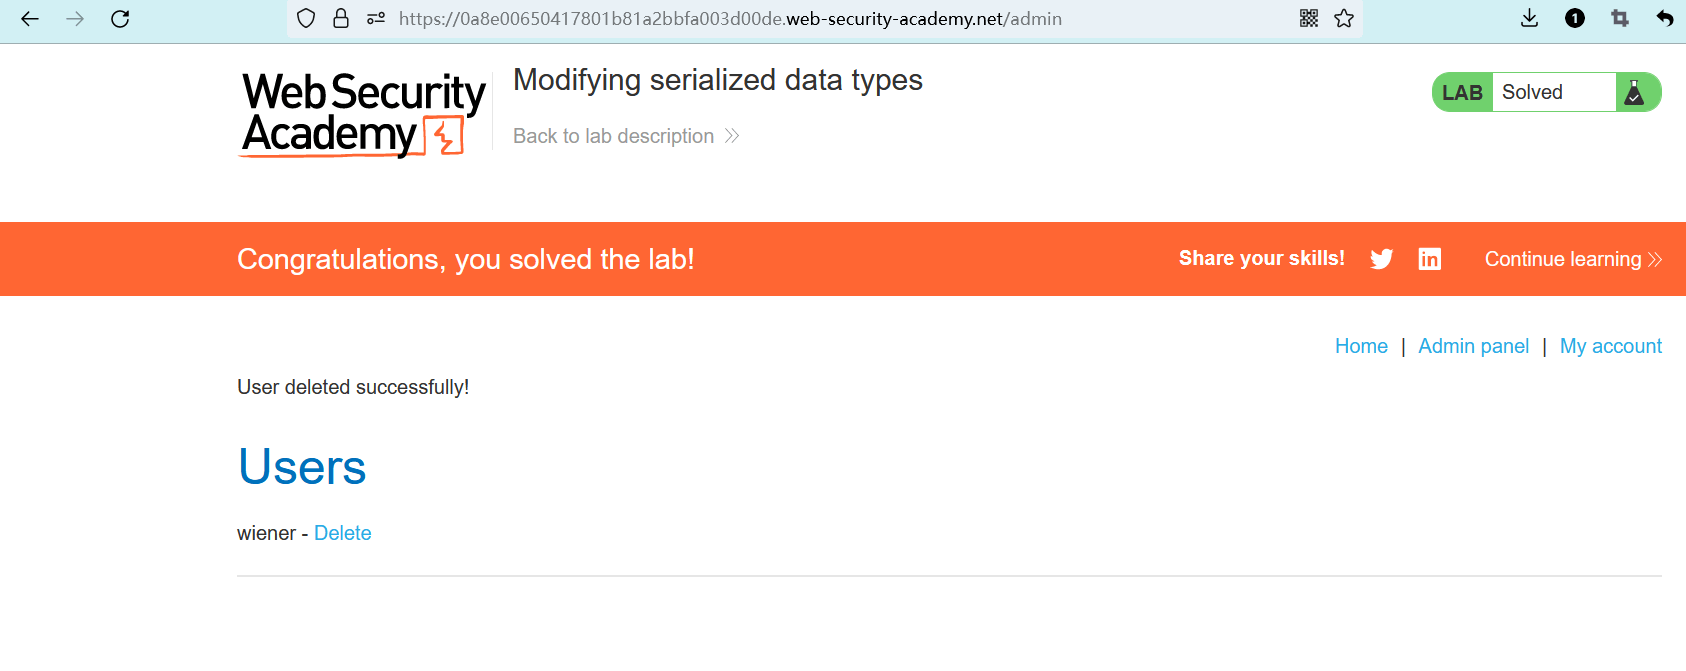 https://0a8e00650417801b81a2bbfa003d00de.web-security-academy.net/admin
1
WebSecurity
Academy
Modifying serialized data types
Back to lab description
LAB Solved
Congratulations, you solved the lab!
Share your skills!
in
Continue learning
Home | Admin panel | My account
User deleted successfully!
Users
wiener - Delete